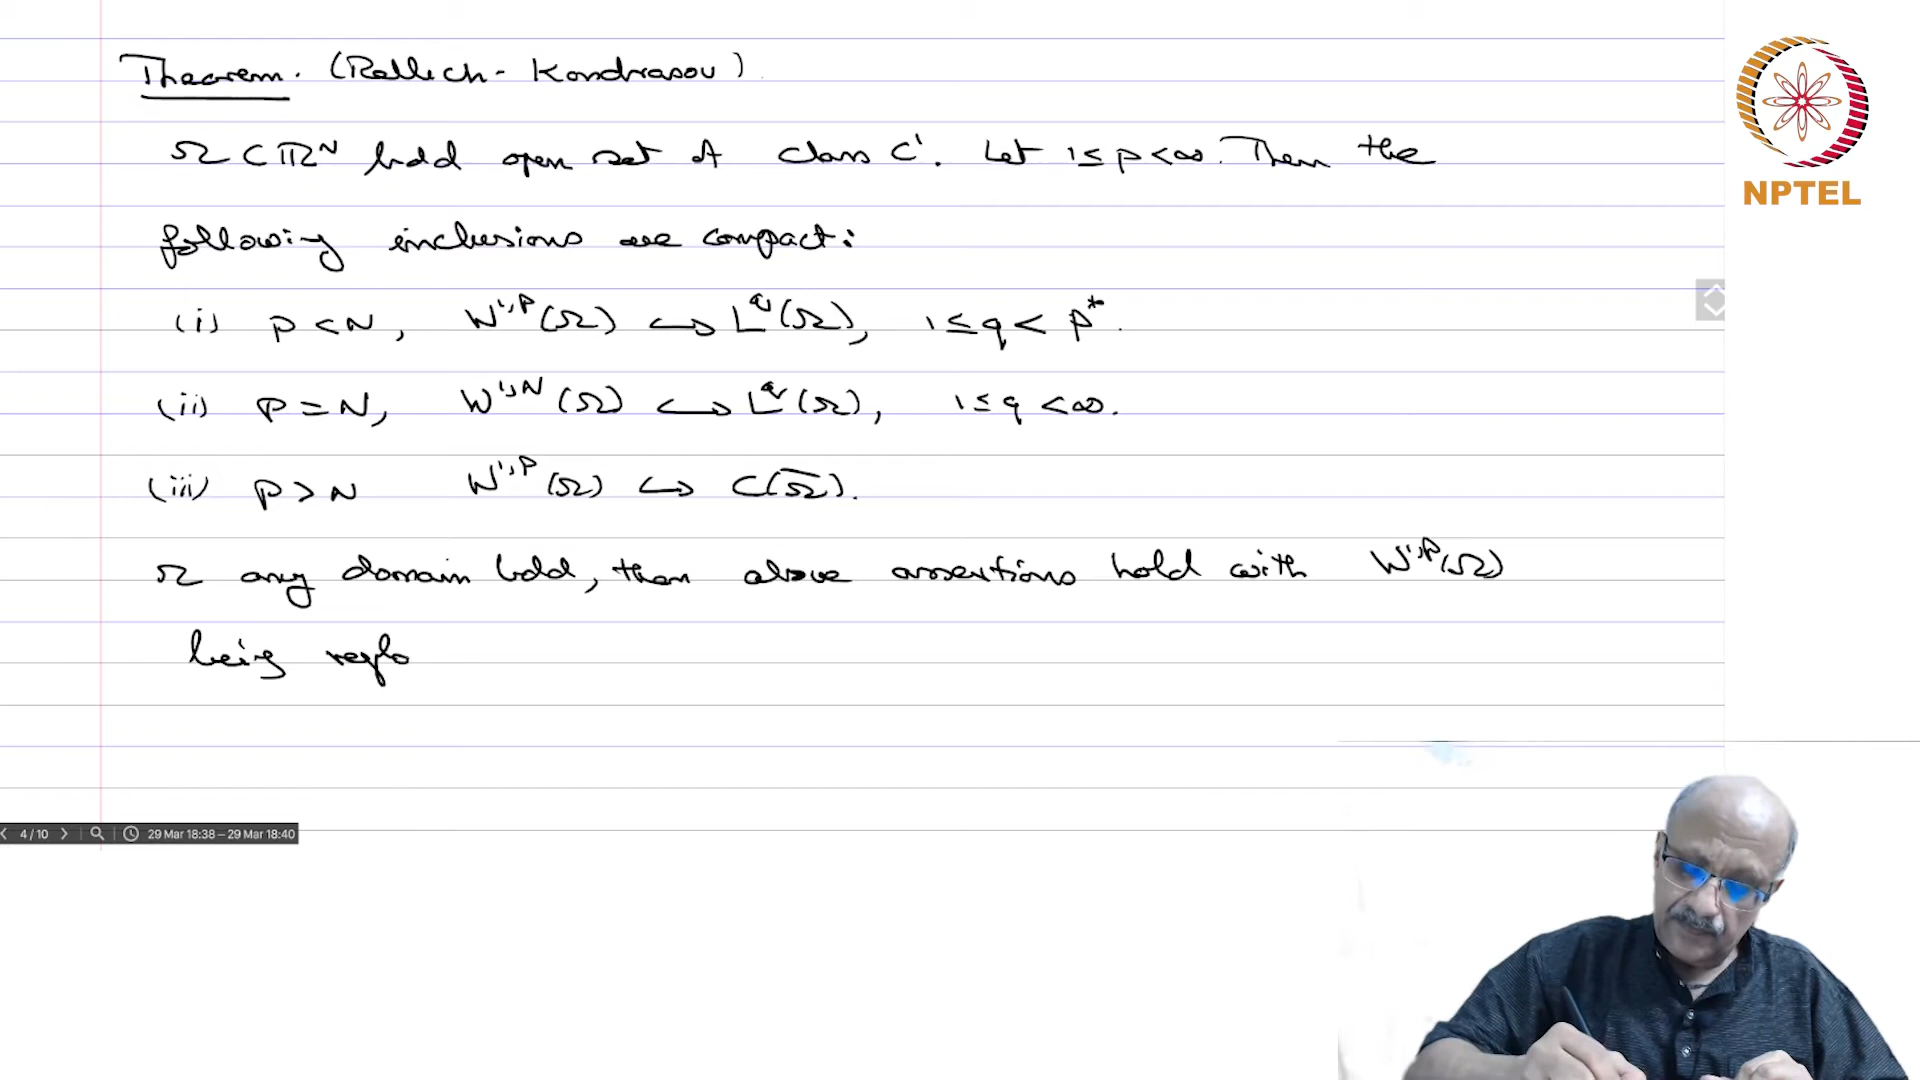 Theorem. (Rellich - Kondrasov).
Ω ⊂ ℝᴺ bdd open set of class C¹. Let 1 ≤ p < ∞. Then the
NPTEL
following inclusions are compact:
(i) p < N, W^{1,p}(Ω) ↪ L^q(Ω), 1 ≤ q < p*.
(ii) p = N, W^{1,N}(Ω) ↪ L^q(Ω), 1 ≤ q < ∞.
(iii) p > N W^{1,p}(Ω) ↪ C(Ω̅).
Ω any domain bdd, then above assertions hold with W^{1,p}(Ω)
being repla
4 / 10 29 Mar 18:38 – 29 Mar 18:40